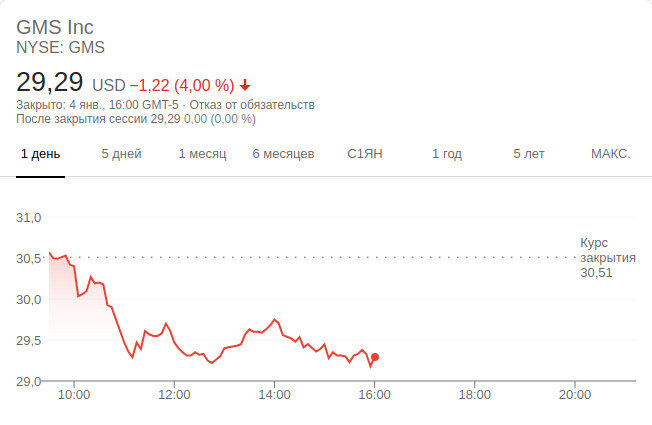 GMS Inc
NYSE: GMS
29,29 USD −1,22 (4,00 %)
Закрыто: 4 янв., 16:00 GMT-5 · Отказ от обязательств
После закрытия сессии 29,29 0,00 (0,00 %)
1 день 5 дней 1 месяц 6 месяцев С1ЯН 1 год 5 лет МАКС.
31,0
Курс
30,5 закрытия
30,51
30,0
29,5
29,0
10:00 12:00 14:00 16:00 18:00 20:00